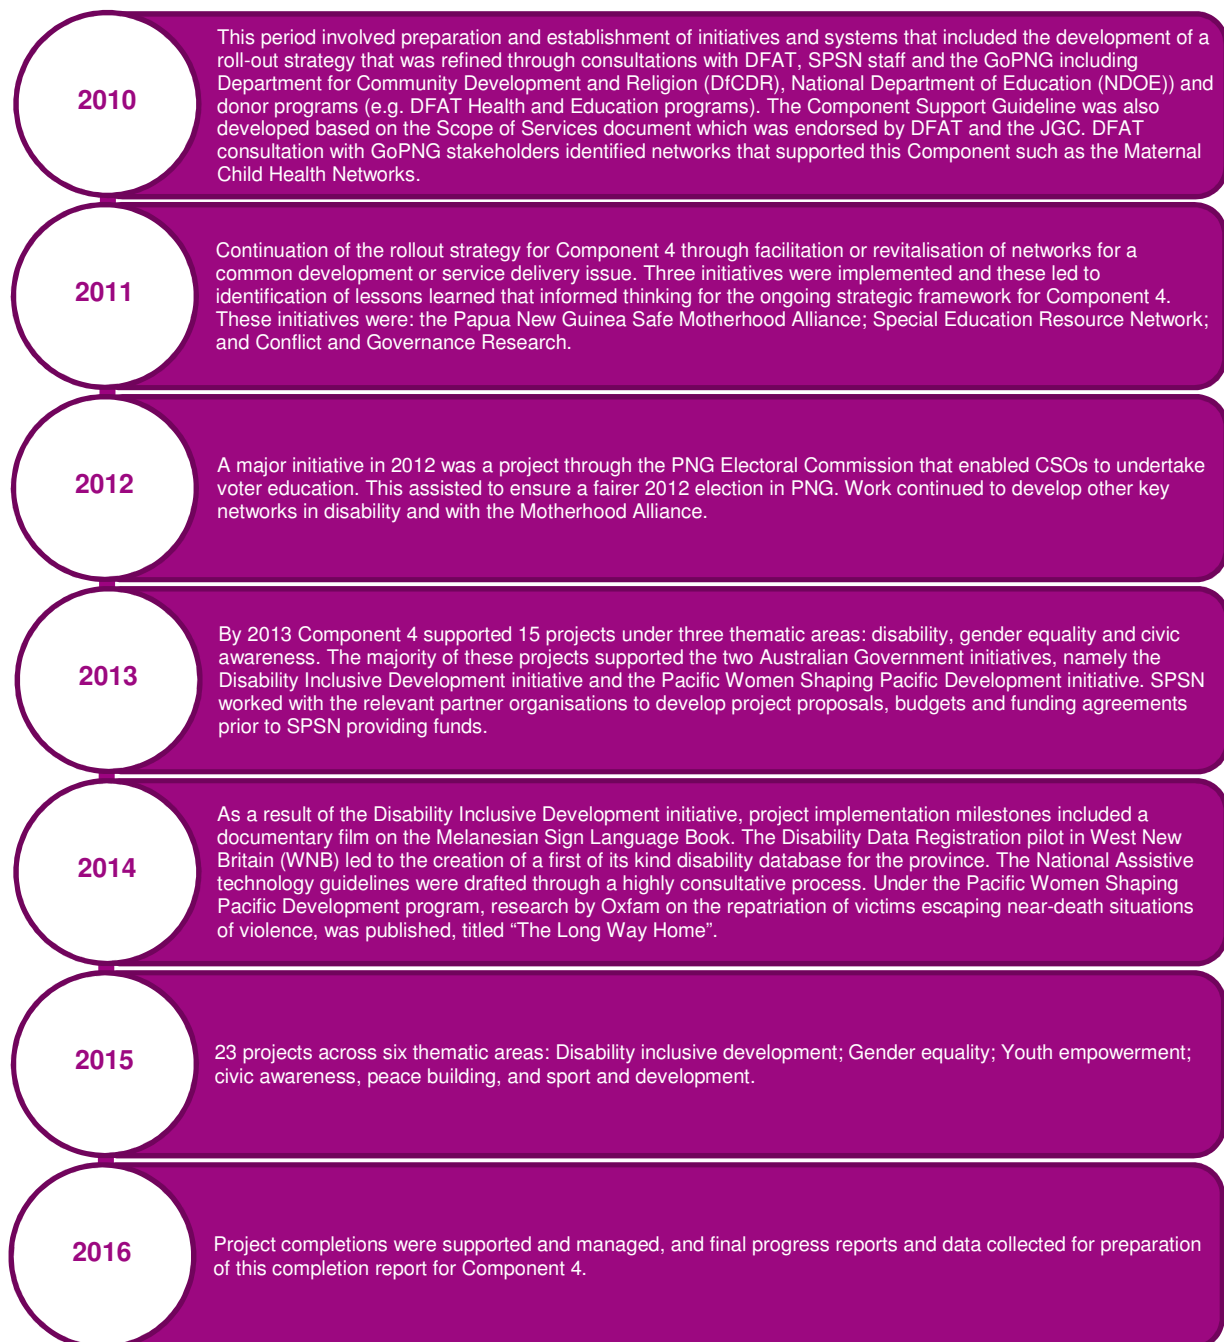 2010
This period involved preparation and establishment of initiatives and systems that included the development of a
roll-out strategy that was refined through consultations with DFAT, SPSN staff and the GoPNG including
Department for Community Development and Religion (DfCDR), National Department of Education (NDOE)) and
donor programs (e.g. DFAT Health and Education programs). The Component Support Guideline was also
developed based on the Scope of Services document which was endorsed by DFAT and the JGC. DFAT
consultation with GoPNG stakeholders identified networks that supported this Component such as the Maternal
Child Health Networks.
2011
Continuation of the rollout strategy for Component 4 through facilitation or revitalisation of networks for a
common development or service delivery issue. Three initiatives were implemented and these led to
identification of lessons learned that informed thinking for the ongoing strategic framework for Component 4.
These initiatives were: the Papua New Guinea Safe Motherhood Alliance; Special Education Resource Network;
and Conflict and Governance Research.
2012
A major initiative in 2012 was a project through the PNG Electoral Commission that enabled CSOs to undertake
voter education. This assisted to ensure a fairer 2012 election in PNG. Work continued to develop other key
networks in disability and with the Motherhood Alliance.
2013
By 2013 Component 4 supported 15 projects under three thematic areas: disability, gender equality and civic
awareness. The majority of these projects supported the two Australian Government initiatives, namely the
Disability Inclusive Development initiative and the Pacific Women Shaping Pacific Development initiative. SPSN
worked with the relevant partner organisations to develop project proposals, budgets and funding agreements
prior to SPSN providing funds.
2014
As a result of the Disability Inclusive Development initiative, project implementation milestones included a
documentary film on the Melanesian Sign Language Book. The Disability Data Registration pilot in West New
Britain (WNB) led to the creation of a first of its kind disability database for the province. The National Assistive
technology guidelines were drafted through a highly consultative process. Under the Pacific Women Shaping
Pacific Development program, research by Oxfam on the repatriation of victims escaping near-death situations
of violence, was published, titled “The Long Way Home”.
2015
23 projects across six thematic areas: Disability inclusive development; Gender equality; Youth empowerment;
civic awareness, peace building, and sport and development.
2016
Project completions were supported and managed, and final progress reports and data collected for preparation
of this completion report for Component 4.